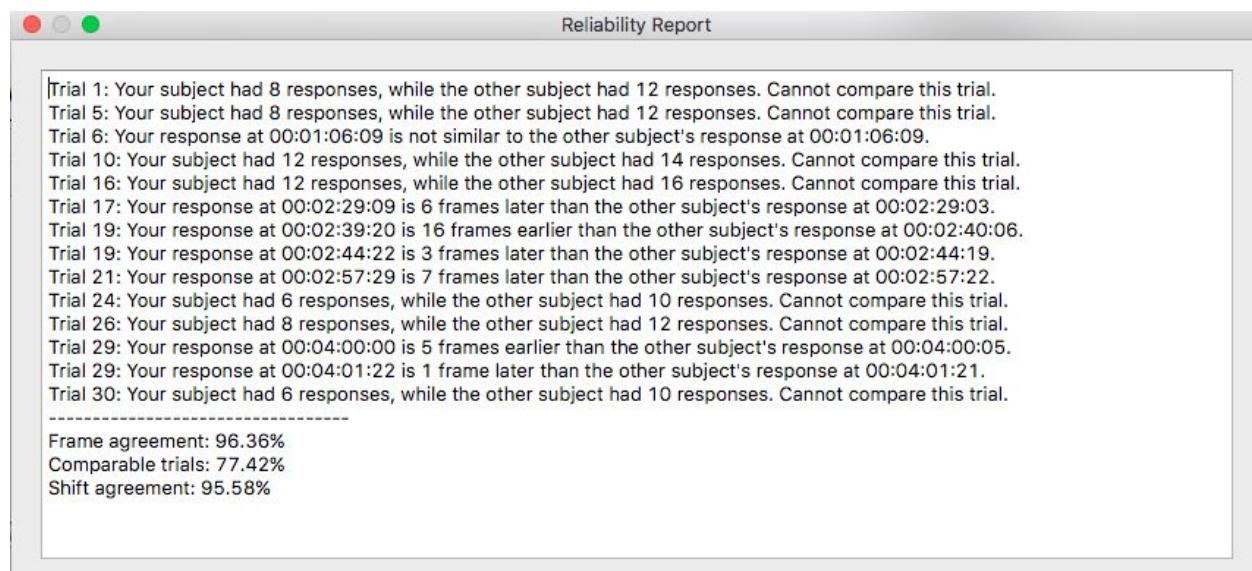 Reliability Report
Trial 1: Your subject had 8 responses, while the other subject had 12 responses. Cannot compare this trial.
Trial 5: Your subject had 8 responses, while the other subject had 12 responses. Cannot compare this trial.
Trial 6: Your response at 00:01:06:09 is not similar to the other subject's response at 00:01:06:09.
Trial 10: Your subject had 12 responses, while the other subject had 14 responses. Cannot compare this trial.
Trial 16: Your subject had 12 responses, while the other subject had 16 responses. Cannot compare this trial.
Trial 17: Your response at 00:02:29:09 is 6 frames later than the other subject's response at 00:02:29:03.
Trial 19: Your response at 00:02:39:20 is 16 frames earlier than the other subject's response at 00:02:40:06.
Trial 19: Your response at 00:02:44:22 is 3 frames later than the other subject's response at 00:02:44:19.
Trial 21: Your response at 00:02:57:29 is 7 frames later than the other subject's response at 00:02:57:22.
Trial 24: Your subject had 6 responses, while the other subject had 10 responses. Cannot compare this trial.
Trial 26: Your subject had 8 responses, while the other subject had 12 responses. Cannot compare this trial.
Trial 29: Your response at 00:04:00:00 is 5 frames earlier than the other subject's response at 00:04:00:05.
Trial 29: Your response at 00:04:01:22 is 1 frame later than the other subject's response at 00:04:01:21.
Trial 30: Your subject had 6 responses, while the other subject had 10 responses. Cannot compare this trial.
----------------------------------
Frame agreement: 96.36%
Comparable trials: 77.42%
Shift agreement: 95.58%